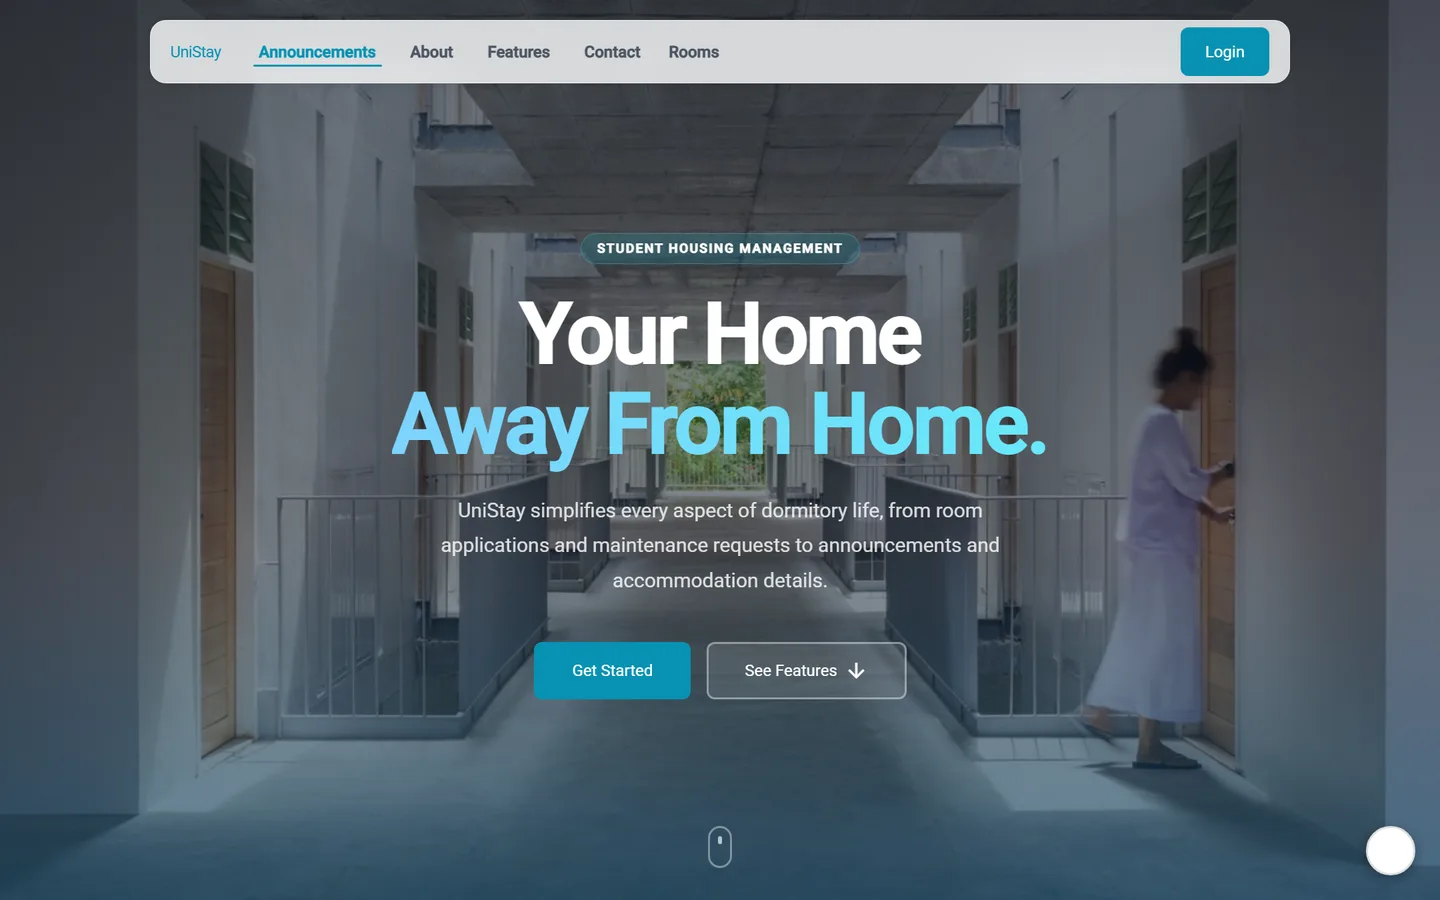 UniStay
Announcements
About
Features
Contact
Rooms
Login
STUDENT HOUSING MANAGEMENT
Your Home
Away From Home.
UniStay simplifies every aspect of dormitory life, from room
applications and maintenance requests to announcements and
accommodation details.
Get Started
See Features